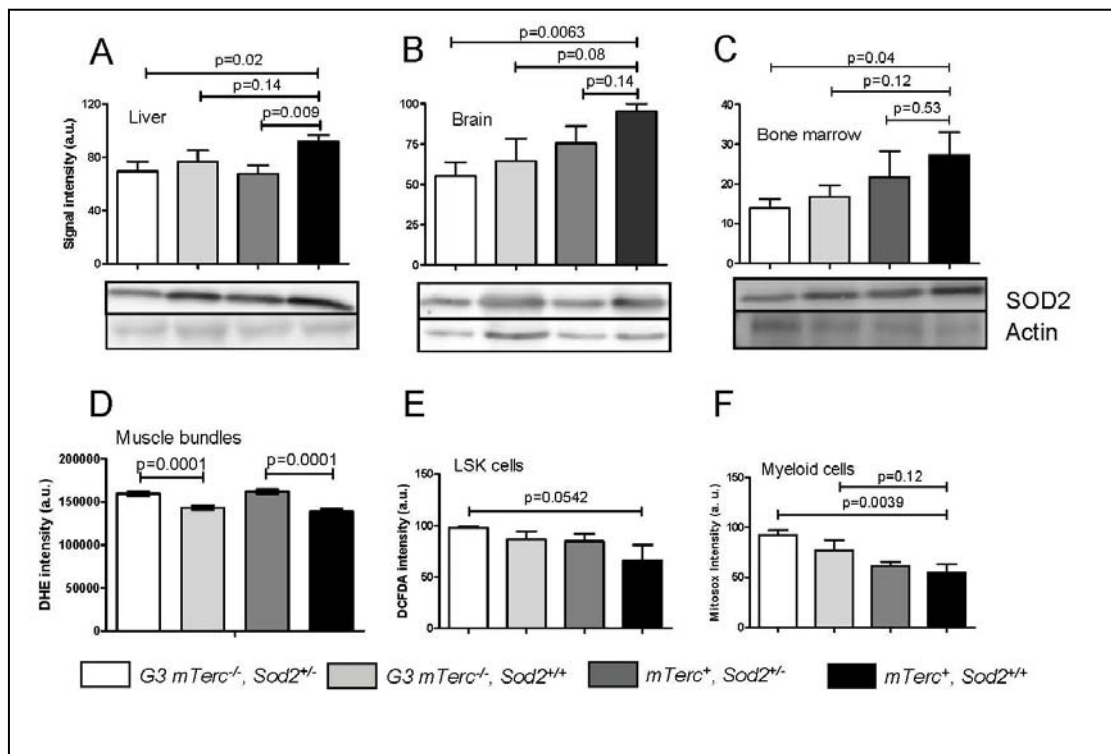 A
p=0.02
p=0.14
p=0.009
Liver
Signal intensity (a.u.)
120
80
40
0
B
p=0.0063
p=0.08
p=0.14
Brain
100
75
50
25
0
C
p=0.04
p=0.12
p=0.53
Bone marrow
40
30
20
10
0
SOD2
Actin
D
Muscle bundles
p=0.0001
p=0.0001
DHE intensity (a.u.)
200000
150000
100000
50000
0
E
LSK cells
p=0.0542
DCFDA intensity (a.u.)
100
50
0
F
Myeloid cells
p=0.12
p=0.0039
Mitosox Intensity (a. u.)
100
50
0
G3 mTerc-/-, Sod2+/-
G3 mTerc-/-, Sod2+/+
mTerc+, Sod2+/-
mTerc+, Sod2+/+